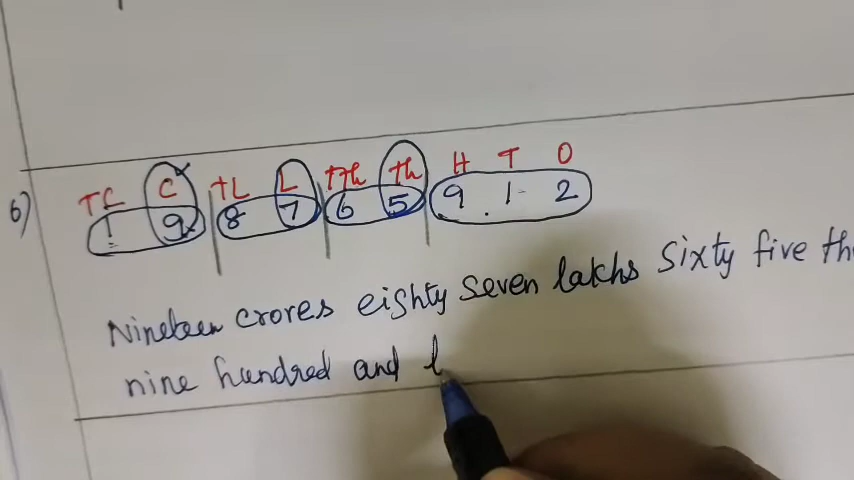 TC C TL L TTh Th H T O
6) 1 9 8 7 6 5 9 1 2
Nineteen crores eighty seven lakhs sixty five th
nine hundred and